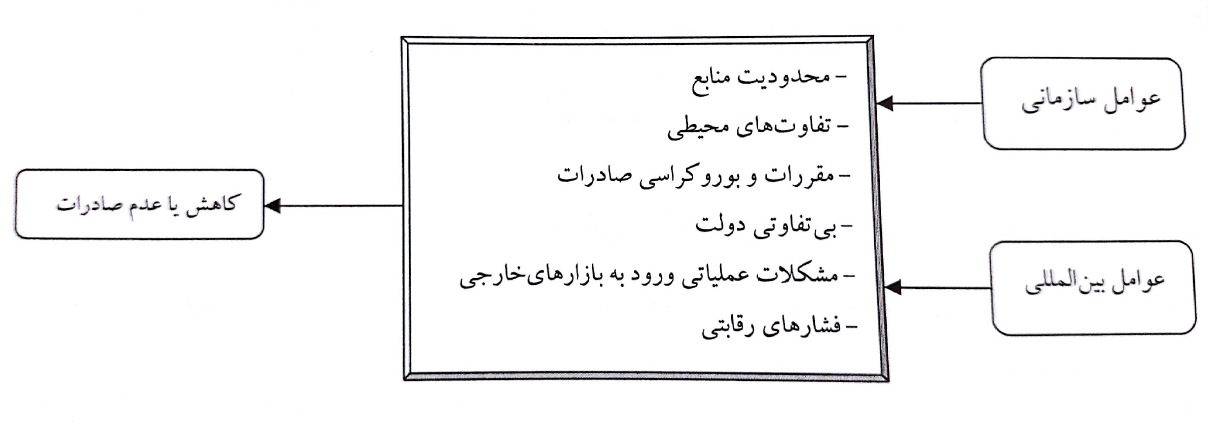 عوامل سازمانی
عوامل بین‌المللی
- محدودیت منابع
- تفاوت‌های محیطی
- مقررات و بوروکراسی صادرات
- بی‌تفاوتی دولت
- مشکلات عملیاتی ورود به بازارهای‌خارجی
- فشارهای رقابتی
کاهش یا عدم صادرات